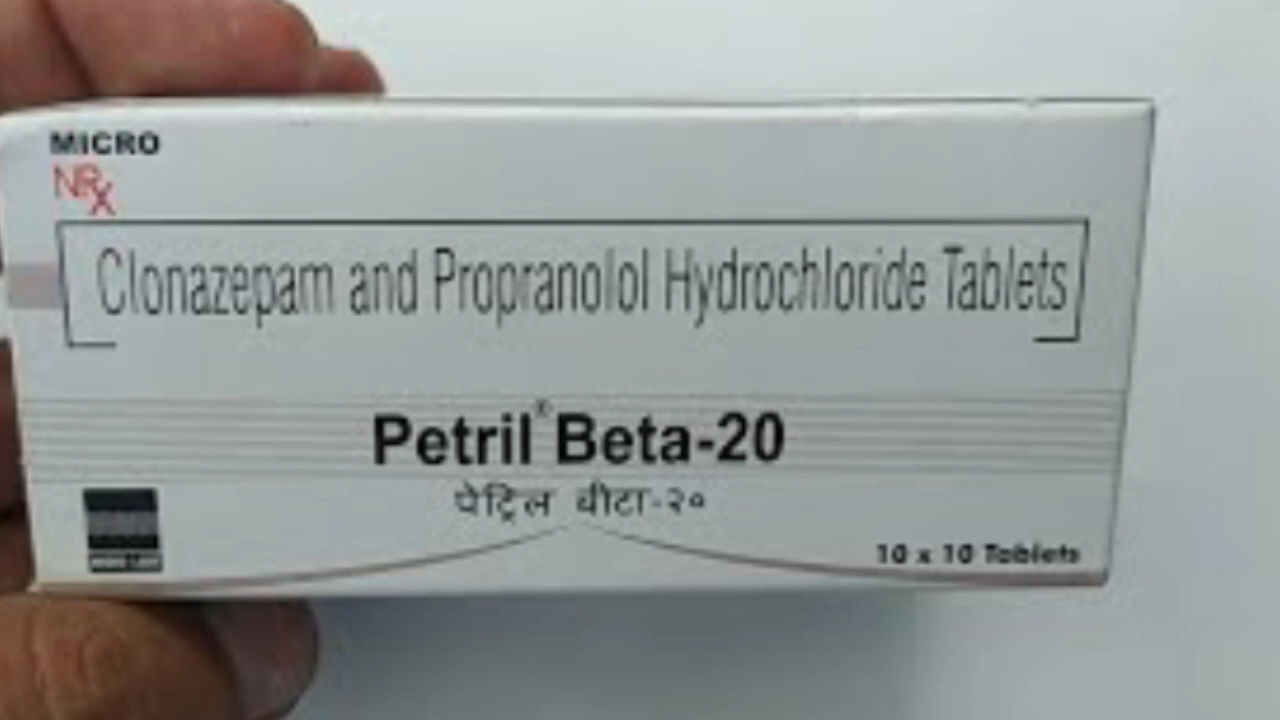 MICRO
NRX
Clonazepam and Propranolol Hydrochloride Tablets
Petril® Beta-20
पेट्रिल बीटा-२०
10 x 10 Tablets